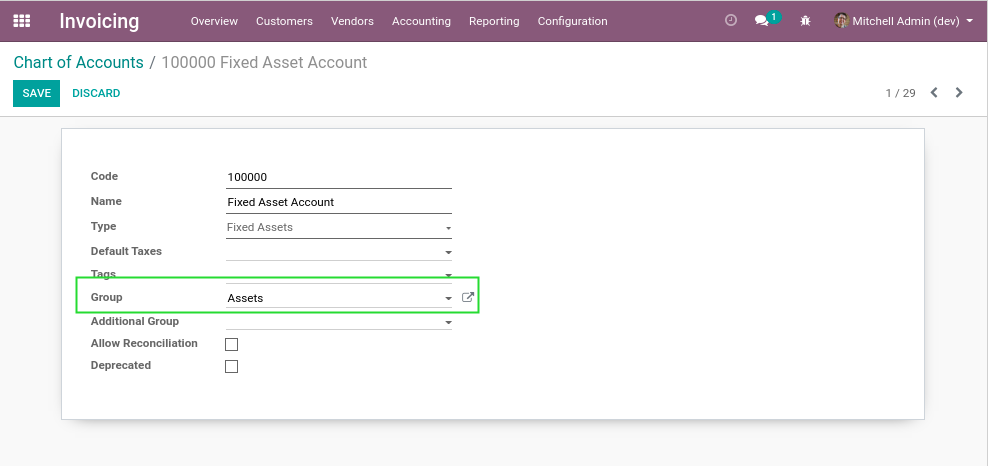 Invoicing Overview Customers Vendors Accounting Reporting Configuration 1 Mitchell Admin (dev)
Chart of Accounts / 100000 Fixed Asset Account
SAVE DISCARD 1 / 29
Code 100000
Name Fixed Asset Account
Type Fixed Assets
Default Taxes
Tags
Group Assets
Additional Group
Allow Reconciliation
Deprecated